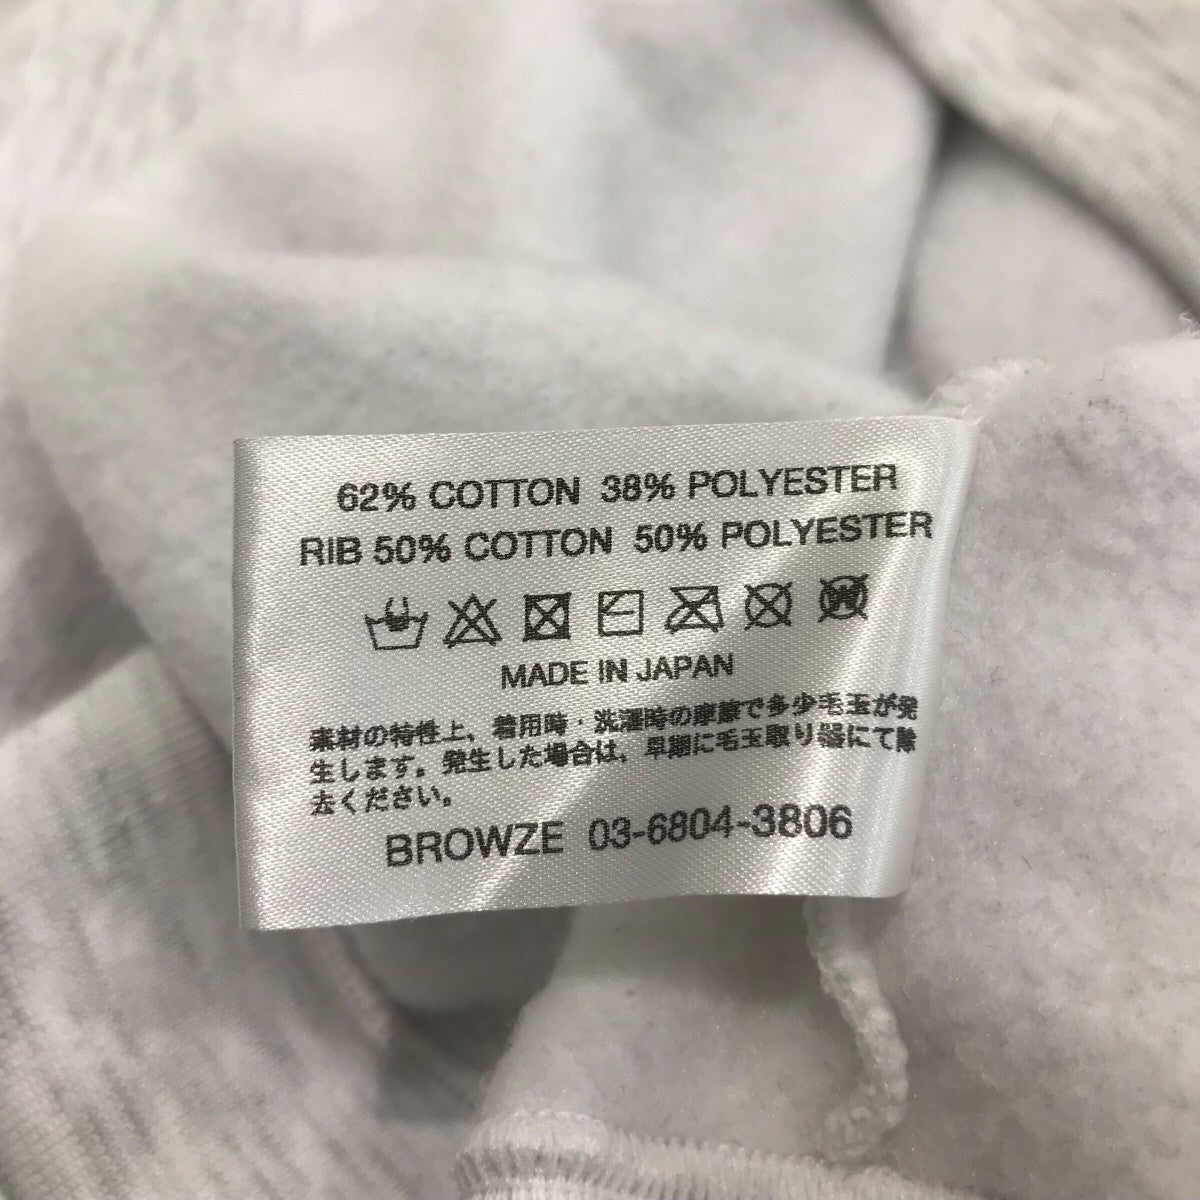 62% COTTON 38% POLYESTER
RIB 50% COTTON 50% POLYESTER
W
MADE IN JAPAN
素材の特性上、着用時・洗濯時の摩擦で多少毛玉が発
生します。発生した場合は、早期に毛玉取り器にて除
去ください。
BROWZE 03-6804-3806